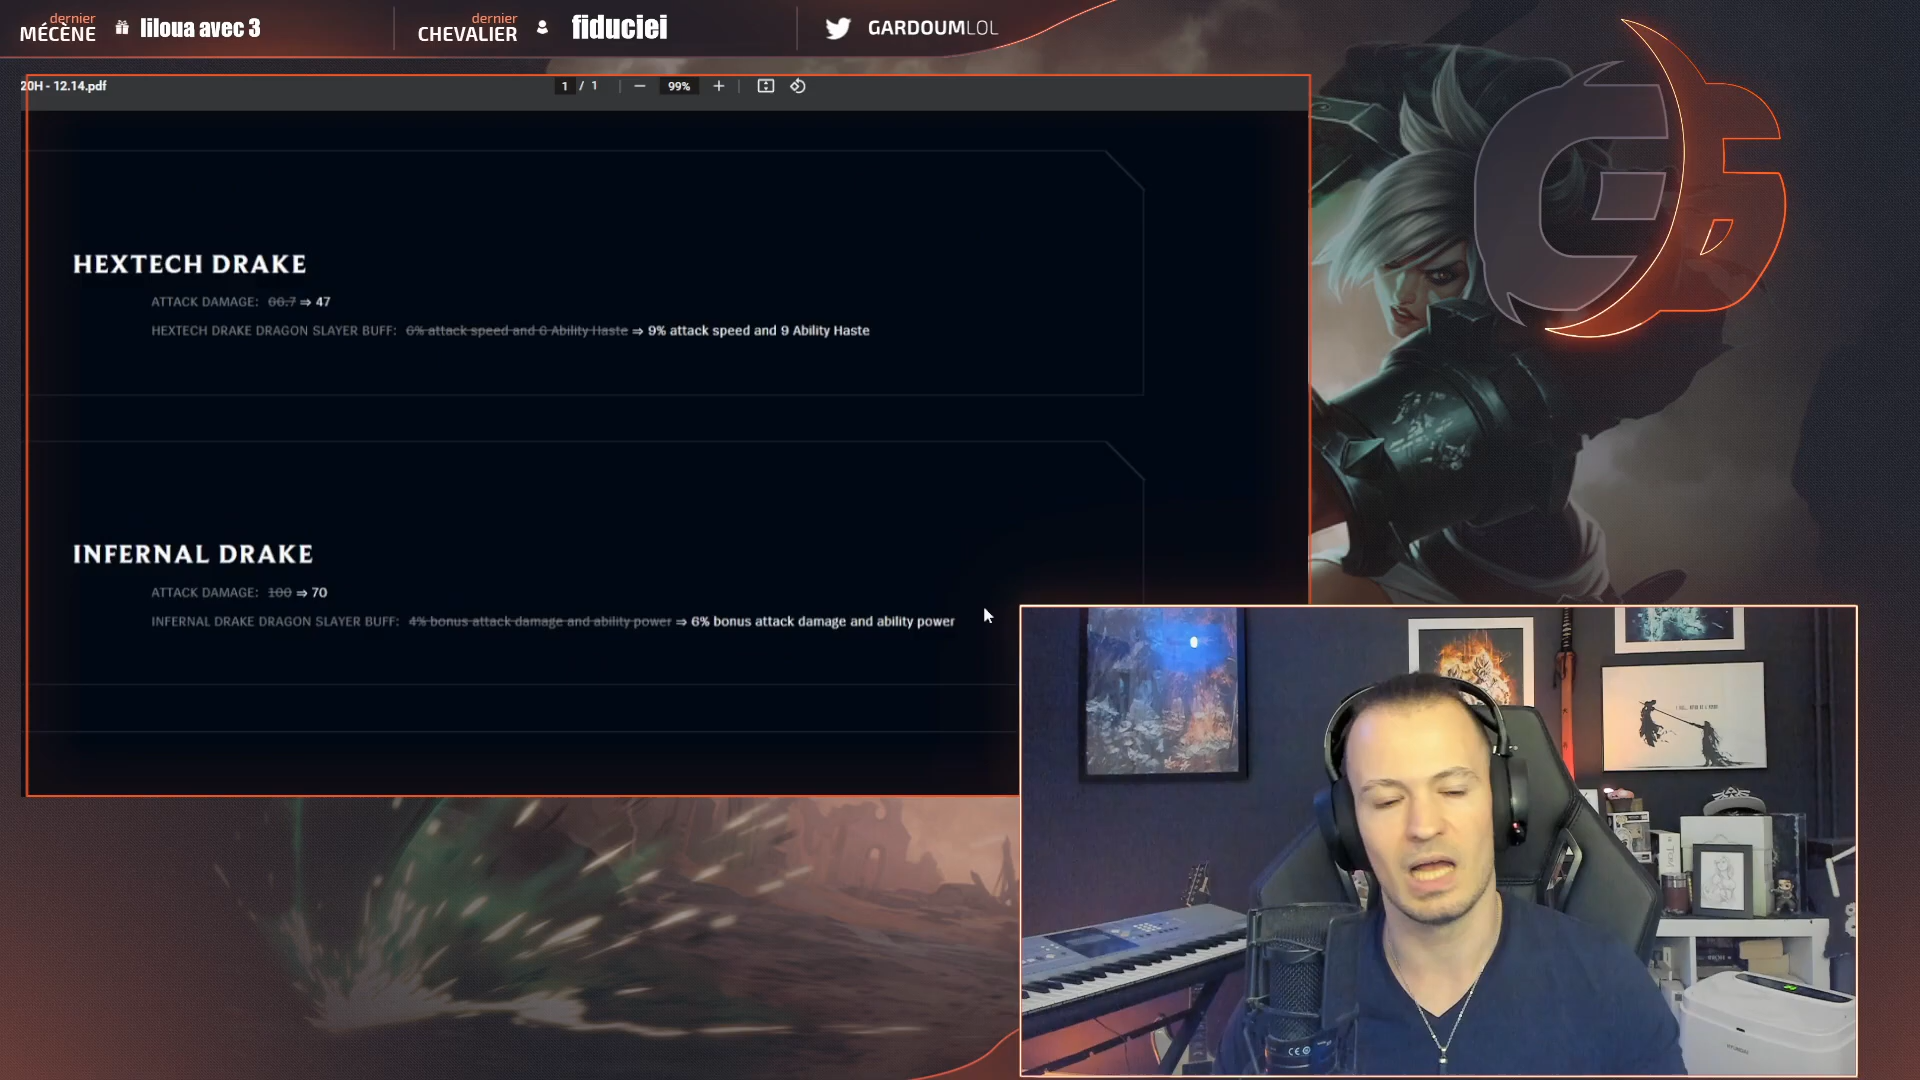 dernier
MÉCÈNE
liloua avec 3
dernier
CHEVALIER
fiduciei
GARDOUMLOL
20H - 12.14.pdf
1 / 1
99%
HEXTECH DRAKE
ATTACK DAMAGE: 66.7 ⇒ 47
HEXTECH DRAKE DRAGON SLAYER BUFF: 6% attack speed and 6 Ability Haste ⇒ 9% attack speed and 9 Ability Haste
INFERNAL DRAKE
ATTACK DAMAGE: 100 ⇒ 70
INFERNAL DRAKE DRAGON SLAYER BUFF: 4% bonus attack damage and ability power ⇒ 6% bonus attack damage and ability power